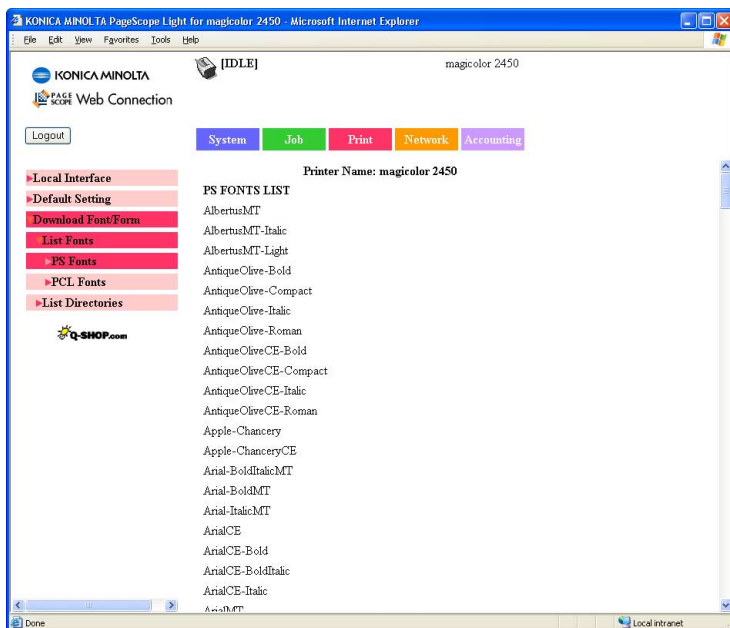 KONICA MINOLTA PageScope Light for magicolor 2450 - Microsoft Internet Explorer
File Edit View Favorites Tools Help
KONICA MINOLTA
[IDLE]
magicolor 2450
PAGE SCOPE Web Connection
Logout
System Job Print Network Accounting
Local Interface
Default Setting
Download Font/Form
List Fonts
PS Fonts
PCL Fonts
List Directories
Q-SHOP.com
Printer Name: magicolor 2450
PS FONTS LIST
AlbertusMT
AlbertusMT-Italic
AlbertusMT-Light
AntiqueOlive-Bold
AntiqueOlive-Compact
AntiqueOlive-Italic
AntiqueOlive-Roman
AntiqueOliveCE-Bold
AntiqueOliveCE-Compact
AntiqueOliveCE-Italic
AntiqueOliveCE-Roman
Apple-Chancery
Apple-ChanceryCE
Arial-BoldItalicMT
Arial-BoldMT
Arial-ItalicMT
ArialCE
ArialCE-Bold
ArialCE-BoldItalic
ArialCE-Italic
ArialMT
Done
Local intranet